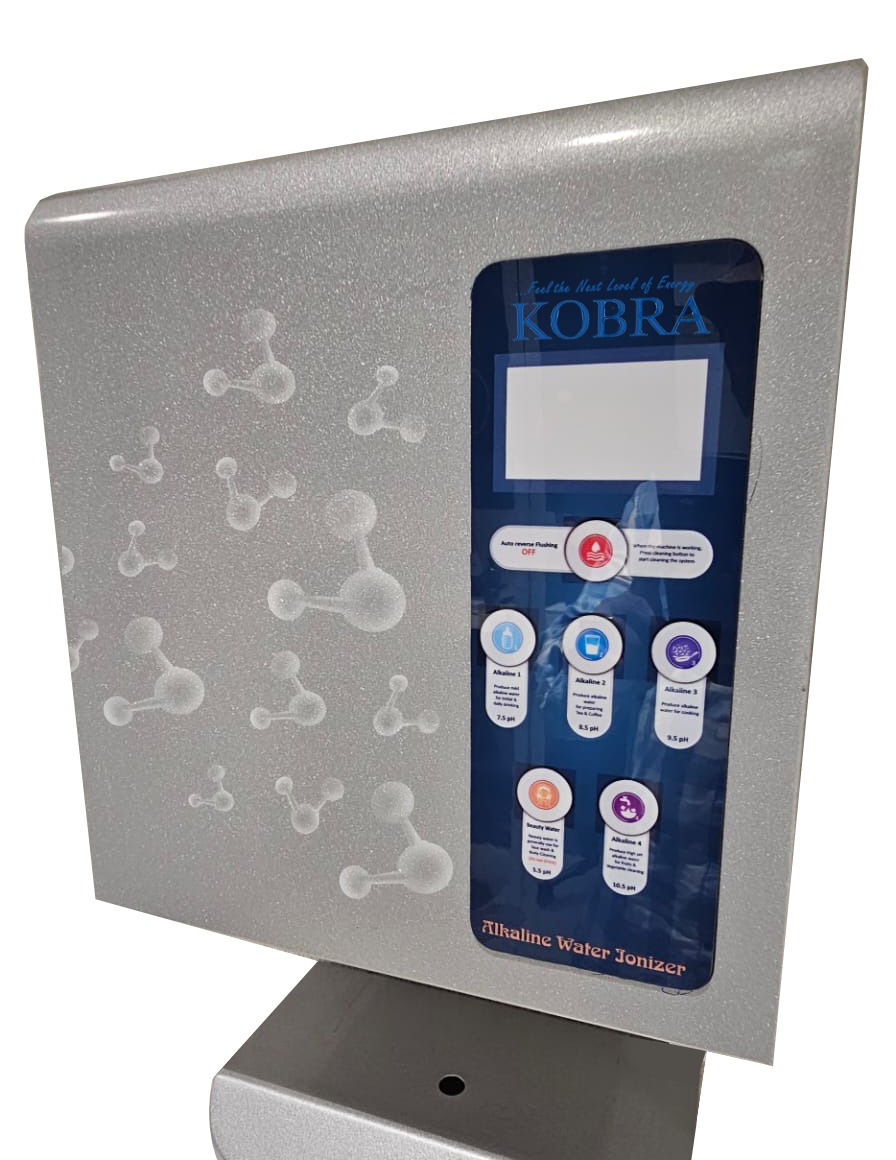 ...Feel the Next Level of Energy
KOBRA
Auto reverse Flushing
OFF
When the machine is working,
Press cleaning button to
start cleaning the system
Alkaline 1
Produce mild
alkaline water
for initial &
daily drinking
7.5 pH
Alkaline 2
Produce alkaline
water
for preparing
Tea & Coffee
8.5 pH
3
Alkaline 3
Produce alkaline
water for cooking
9.5 pH
Beauty Water
Beauty water is
generally use for
face wash &
Body Cleaning
5.5 pH
Alkaline 4
Produce High pH
alkaline water
for fruits &
Vegetable cleaning
10.5 pH
Alkaline Water Ionizer